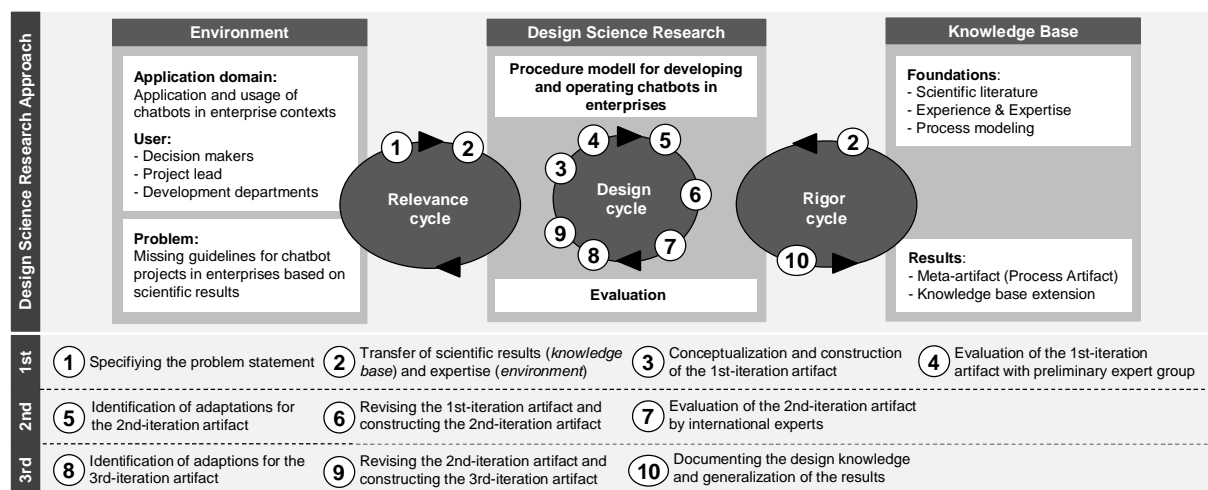 Design Science Research Approach
Environment
Application domain:
Application and usage of
chatbots in enterprise contexts
User:
- Decision makers
- Project lead
- Development departments
Problem:
Missing guidelines for chatbot
projects in enterprises based on
scientific results
1
2
Relevance
cycle
Design Science Research
Procedure modell for developing
and operating chatbots in
enterprises
4
5
3
6
Design
cycle
9
7
8
Evaluation
Knowledge Base
Foundations:
- Scientific literature
- Experience & Expertise
- Process modeling
2
Rigor
cycle
10
Results:
- Meta-artifact (Process Artifact)
- Knowledge base extension
1st
1
Specifiying the problem statement
2
Transfer of scientific results (knowledge
base) and expertise (environment)
3
Conceptualization and construction
of the 1st-iteration artifact
4
Evaluation of the 1st-iteration
artifact with preliminary expert group
2nd
5
Identification of adaptations for
the 2nd-iteration artifact
6
Revising the 1st-iteration artifact and
constructing the 2nd-iteration artifact
7
Evaluation of the 2nd-iteration artifact
by international experts
3rd
8
Identification of adaptions for the
3rd-iteration artifact
9
Revising the 2nd-iteration artifact and
constructing the 3rd-iteration artifact
10
Documenting the design knowledge
and generalization of the results